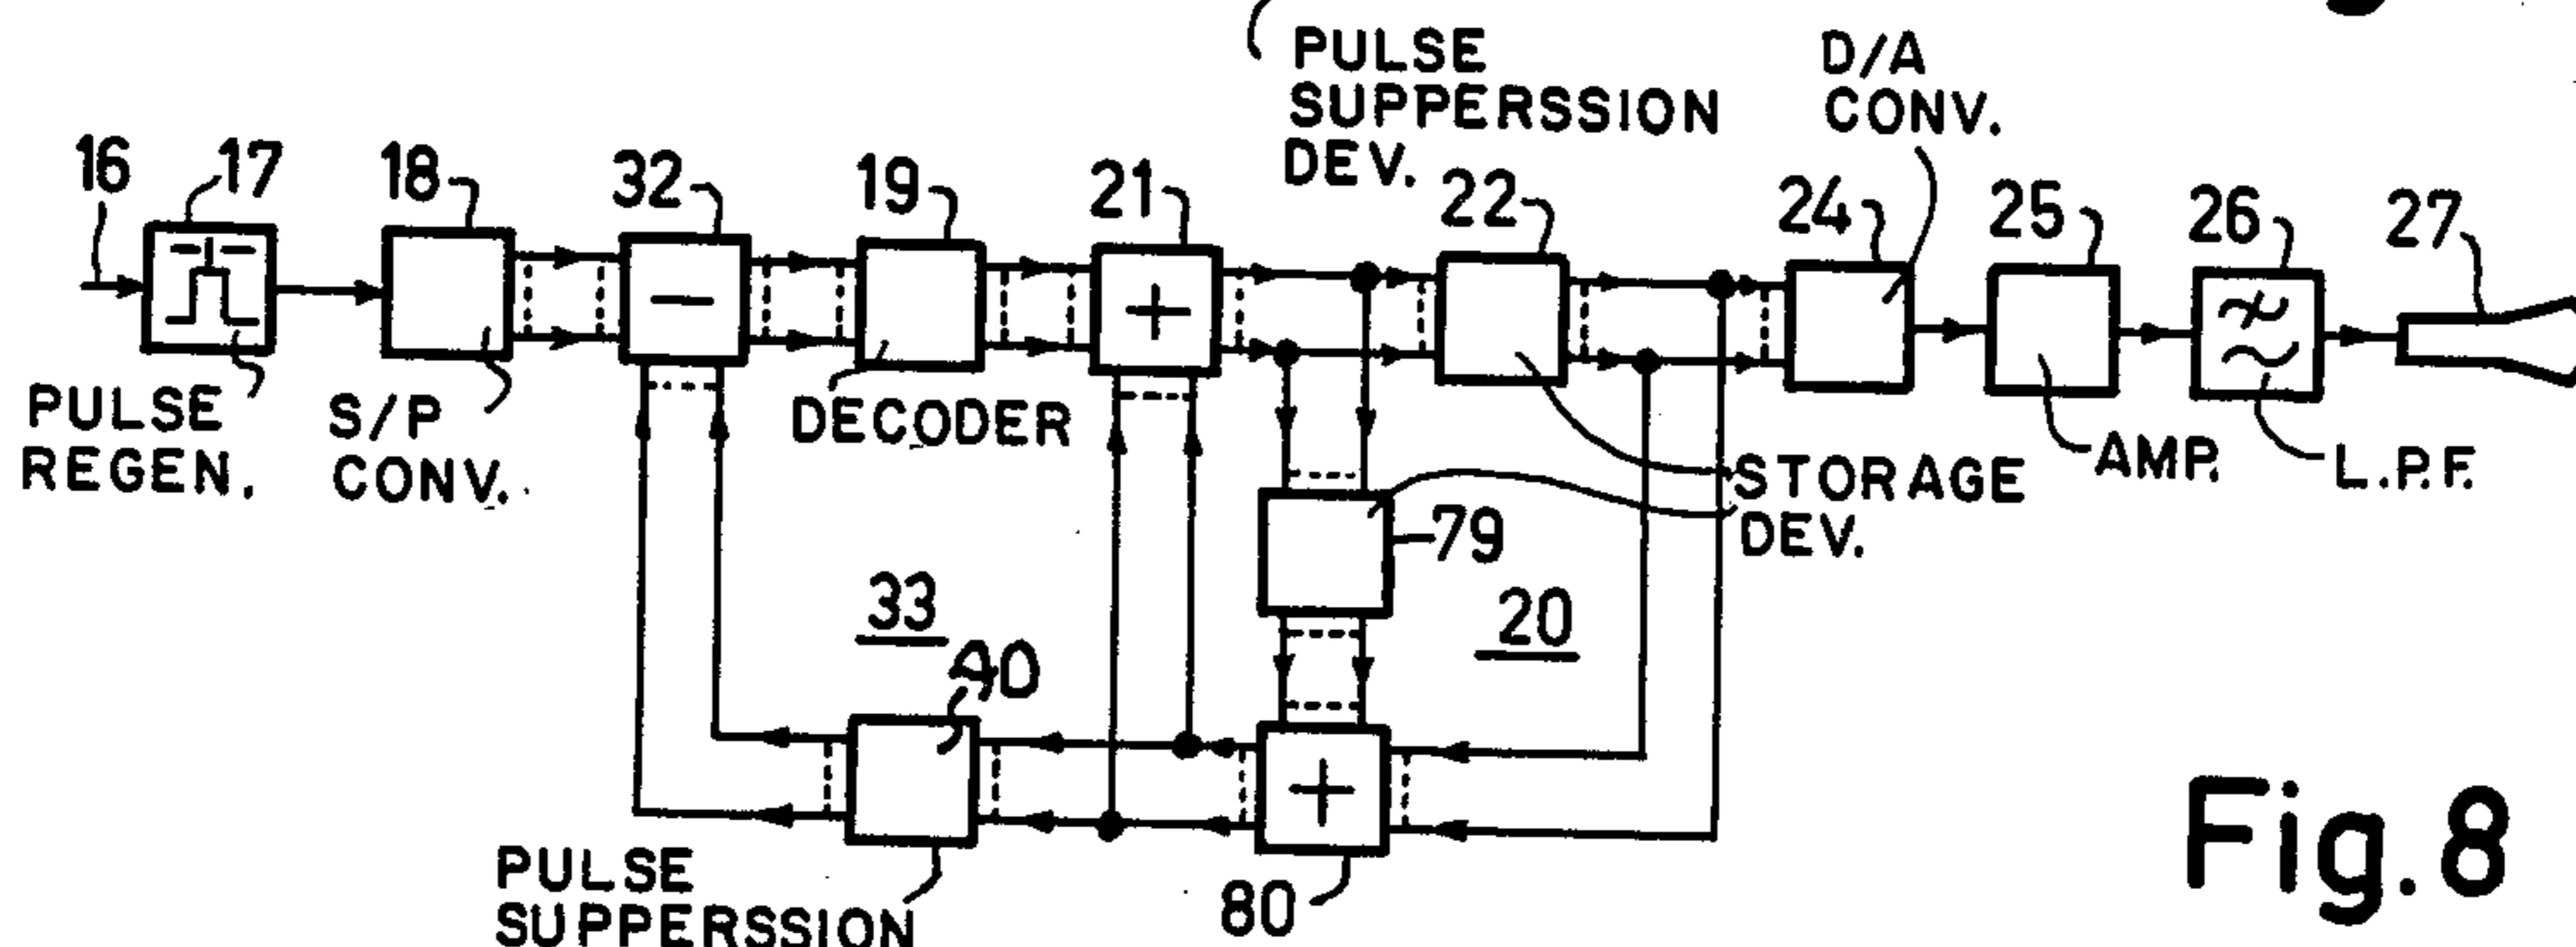 PULSE
SUPPERSSION
DEV.
D/A
CONV.
16
17
18
32
19
21
22
24
25
26
27
PULSE
REGEN.
S/P
CONV.
DECODER
STORAGE
DEV.
AMP.
L.P.F.
79
33
20
40
80
PULSE
SUPPERSSION
Fig. 8